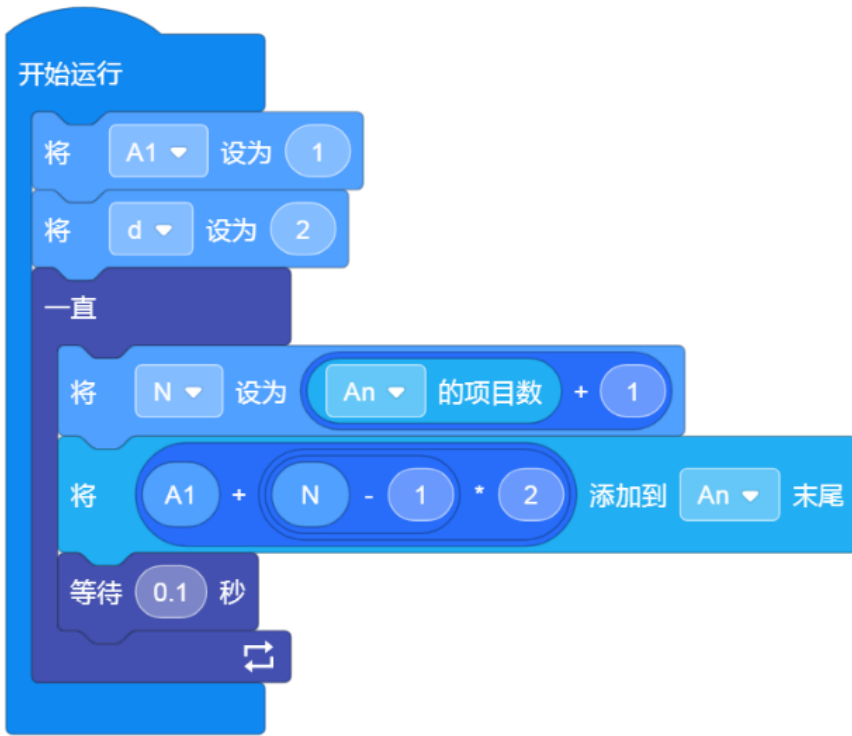 开始运行
将 A1 设为 1
将 d 设为 2
一直
将 N 设为 An 的项目数 + 1
将 A1 + N - 1 * 2 添加到 An 末尾
等待 0.1 秒